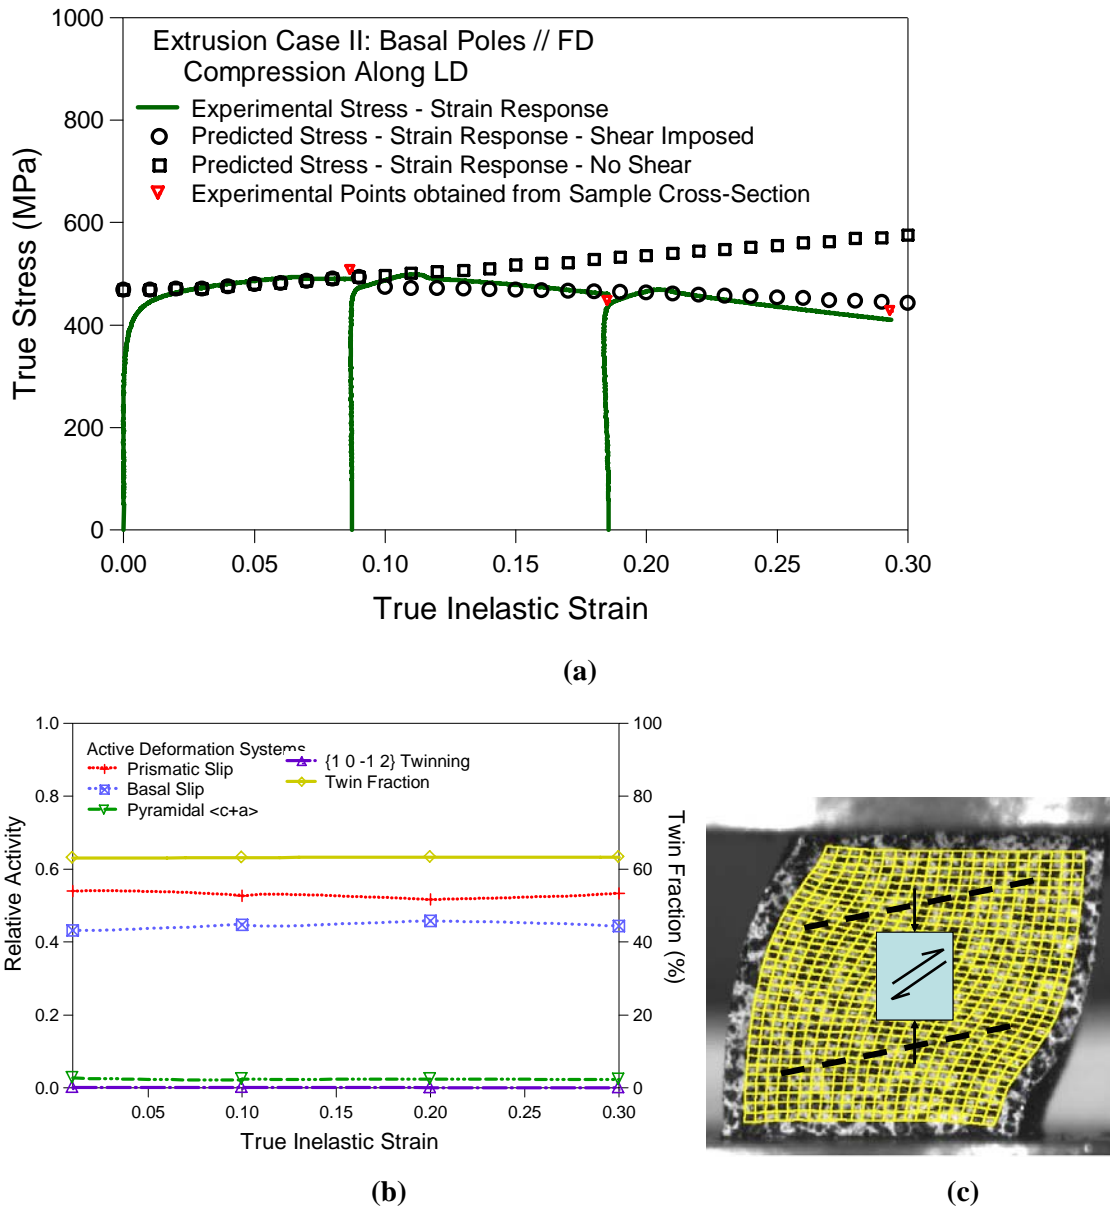 1000
800
600
400
200
0
True Stress (MPa)
Extrusion Case II: Basal Poles // FD
Compression Along LD
Experimental Stress - Strain Response
Predicted Stress - Strain Response - Shear Imposed
Predicted Stress - Strain Response - No Shear
Experimental Points obtained from Sample Cross-Section
0.00 0.05 0.10 0.15 0.20 0.25 0.30
True Inelastic Strain
(a)
1.0
0.8
0.6
0.4
0.2
0.0
Relative Activity
Active Deformation Systems
Prismatic Slip
Basal Slip
Pyramidal <c+a>
{1 0 -1 2} Twinning
Twin Fraction
100
80
60
40
20
0
Twin Fraction (%)
0.05 0.10 0.15 0.20 0.25 0.30
True Inelastic Strain
(b)
(c)